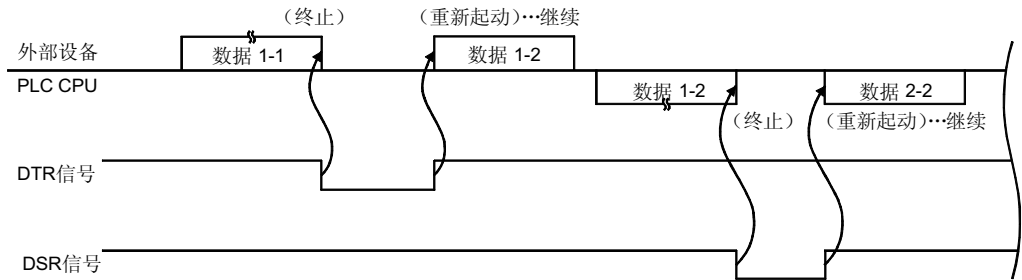 （终止）
（重新起动）…继续
外部设备
数据 1-1
数据 1-2
PLC CPU
数据 1-2
数据 2-2
（终止）
（重新起动）…继续
DTR信号
DSR信号